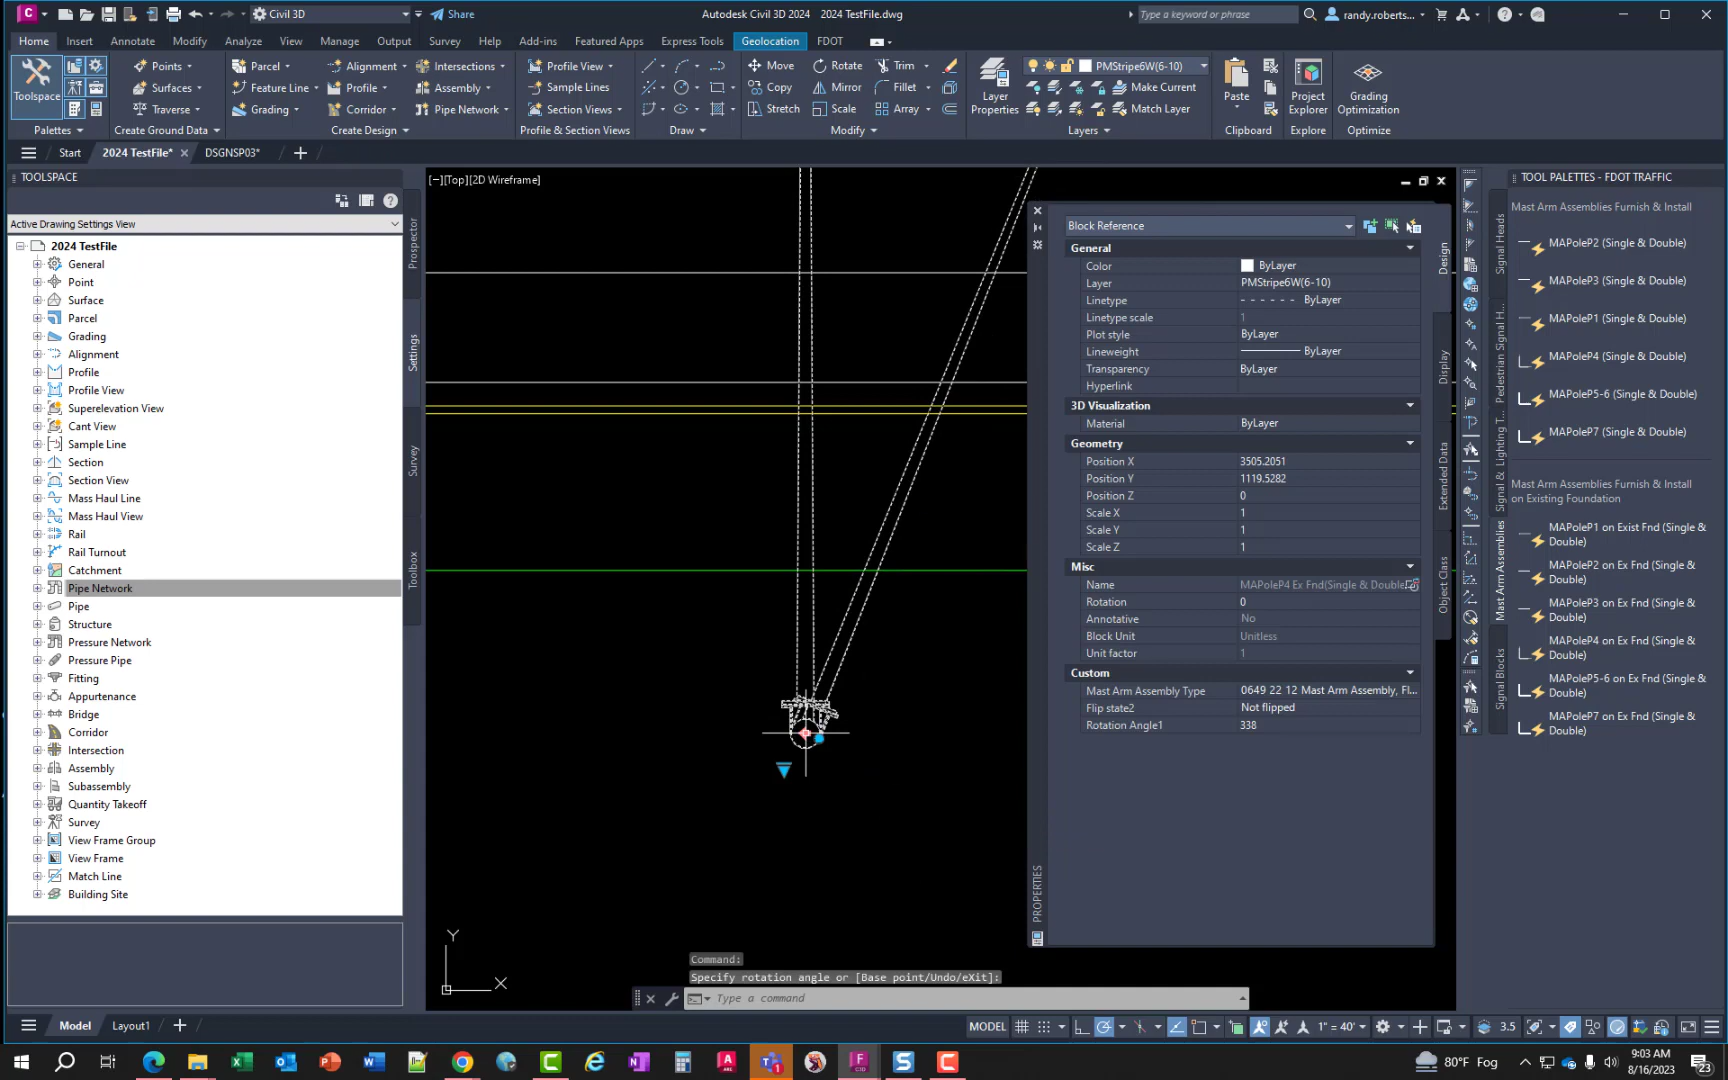 C Civil 3D Share Autodesk Civil 3D 2024 2024 TestFile.dwg Type a keyword or phrase randy.roberts...
Home Insert Annotate Modify Analyze View Manage Output Survey Help Add-ins Featured Apps Express Tools Geolocation FDOT
Points Parcel Alignment Intersections Profile View Move Rotate Trim PMStripe6W(6-10)
Toolspace Surfaces Feature Line Profile Assembly Sample Lines Copy Mirror Fillet Layer Properties Make Current Paste Project Explorer Grading Optimization
Traverse Grading Corridor Pipe Network Section Views Stretch Scale Array Match Layer
Palettes Create Ground Data Create Design Profile & Section Views Draw Modify Layers Clipboard Explore Optimize
Start 2024 TestFile* DSGNSP03*
TOOLSPACE
Active Drawing Settings View
2024 TestFile
General
Point
Surface
Parcel
Grading
Alignment
Profile
Profile View
Superelevation View
Cant View
Sample Line
Section
Section View
Mass Haul Line
Mass Haul View
Rail
Rail Turnout
Catchment
Pipe Network
Pipe
Structure
Pressure Network
Pressure Pipe
Fitting
Appurtenance
Bridge
Corridor
Intersection
Assembly
Subassembly
Quantity Takeoff
Survey
View Frame Group
View Frame
Match Line
Building Site
Prospector
Settings
Survey
Toolbox
[−][Top][2D Wireframe]
Y
X
Block Reference
General
Color ByLayer
Layer PMStripe6W(6-10)
Linetype ByLayer
Linetype scale 1
Plot style ByLayer
Lineweight ByLayer
Transparency ByLayer
Hyperlink
3D Visualization
Material ByLayer
Geometry
Position X 3505.2051
Position Y 1119.5282
Position Z 0
Scale X 1
Scale Y 1
Scale Z 1
Misc
Name MAPoleP4 Ex Fnd(Single & Double
Rotation 0
Annotative No
Block Unit Unitless
Unit factor 1
Custom
Mast Arm Assembly Type 0649 22 12 Mast Arm Assembly, Fl...
Flip state2 Not flipped
Rotation Angle1 338
PROPERTIES
Design
Display
Extended Data
Object Class
TOOL PALETTES - FDOT TRAFFIC
Mast Arm Assemblies Furnish & Install
MAPoleP2 (Single & Double)
MAPoleP3 (Single & Double)
MAPoleP1 (Single & Double)
MAPoleP4 (Single & Double)
MAPoleP5-6 (Single & Double)
MAPoleP7 (Single & Double)
Mast Arm Assemblies Furnish & Install
on Existing Foundation
MAPoleP1 on Exist Fnd (Single &
Double)
MAPoleP2 on Ex Fnd (Single &
Double)
MAPoleP3 on Ex Fnd (Single &
Double)
MAPoleP4 on Ex Fnd (Single &
Double)
MAPoleP5-6 on Ex Fnd (Single &
Double)
MAPoleP7 on Ex Fnd (Single &
Double)
Signal Heads
Pedestrian Signal H...
Signal & Lighting T...
Mast Arm Assemblies
Signal Blocks
Command:
Specify rotation angle or [Base point/Undo/eXit]:
Type a command
Model Layout1 MODEL 1" = 40' 3.5
80°F Fog 9:03 AM
8/16/2023
23